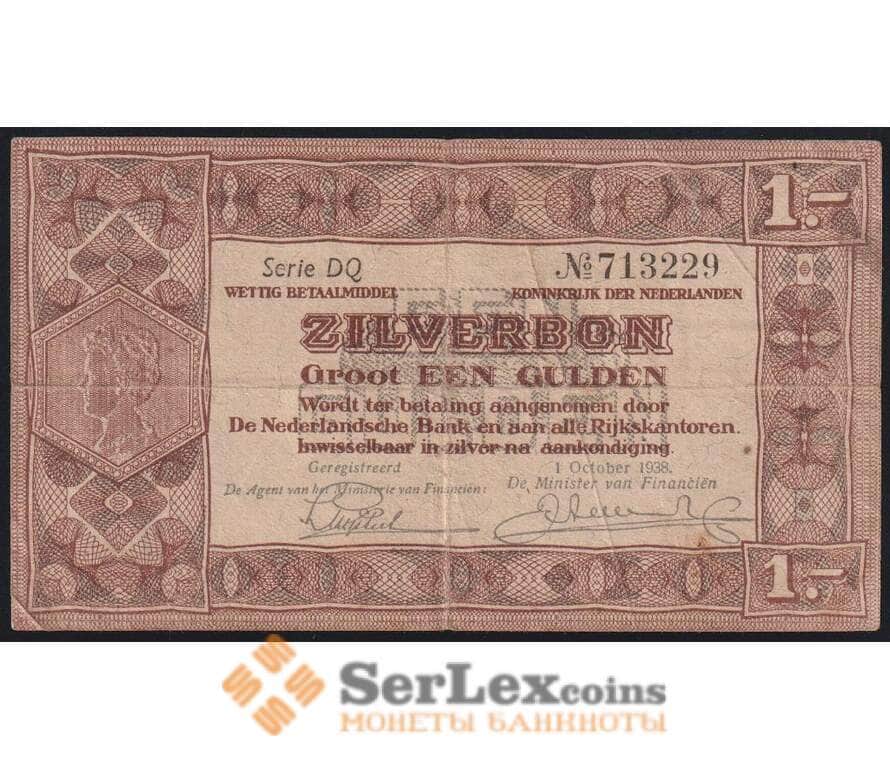 1.-
Serie DQ № 713229
WETTIG BETAALMIDDEL KONINKRIJK DER NEDERLANDEN
ZILVERBON
Groot EEN GULDEN
Wordt ter betaling aangenomen door
De Nederlandsche Bank en aan alle Rijkskantoren.
Inwisselbaar in zilver na aankondiging.
Geregistreerd 1 October 1938.
De Agent van het Ministerie van Financiën: De Minister van Financiën
1.-
SerLexcoins
МОНЕТЫ БАНКНОТЫ